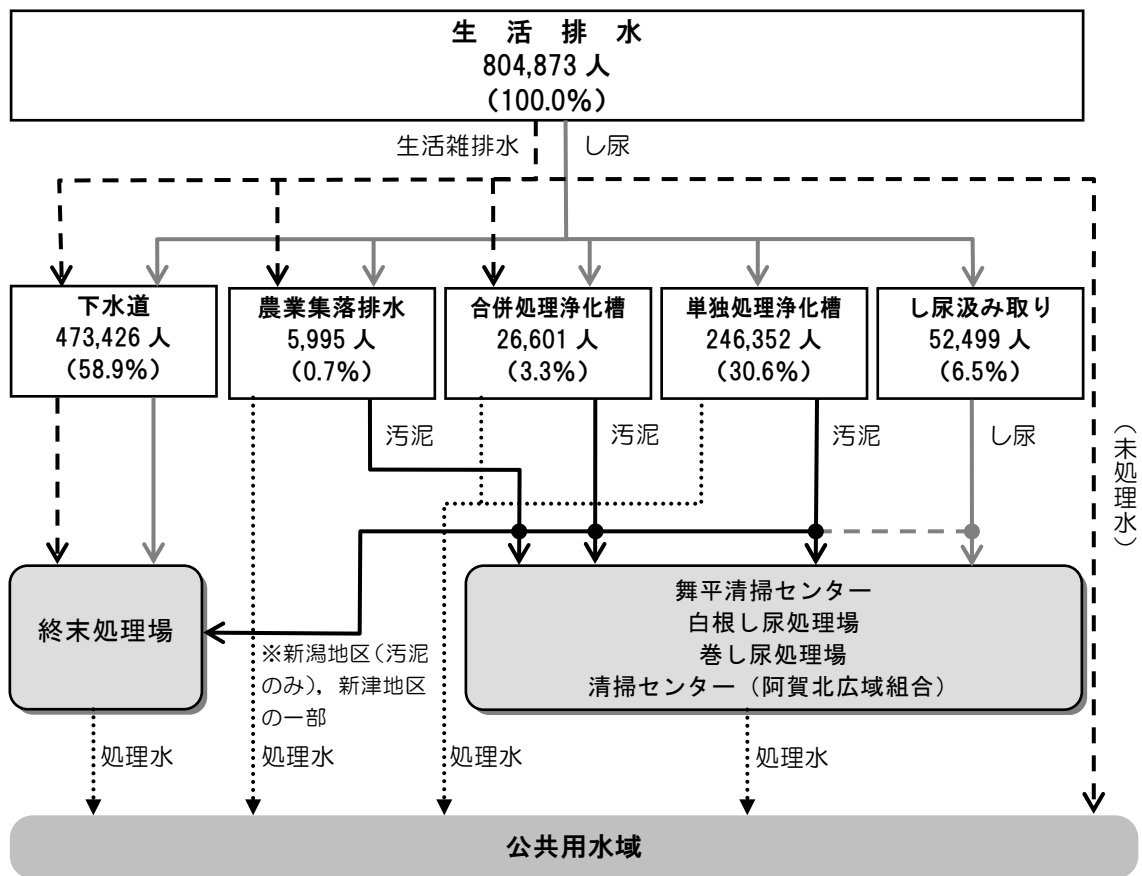 生 活 排 水
804,873 人
（100.0%）
生活雑排水
し尿
下水道
473,426 人
（58.9%）
農業集落排水
5,995 人
（0.7%）
合併処理浄化槽
26,601 人
（3.3%）
単独処理浄化槽
246,352 人
（30.6%）
し尿汲み取り
52,499 人
（6.5%）
汚泥
汚泥
汚泥
し尿
（未処理水）
終末処理場
舞平清掃センター
白根し尿処理場
巻し尿処理場
清掃センター（阿賀北広域組合）
※新潟地区（汚泥
のみ），新津地区
の一部
処理水
処理水
処理水
処理水
公共用水域